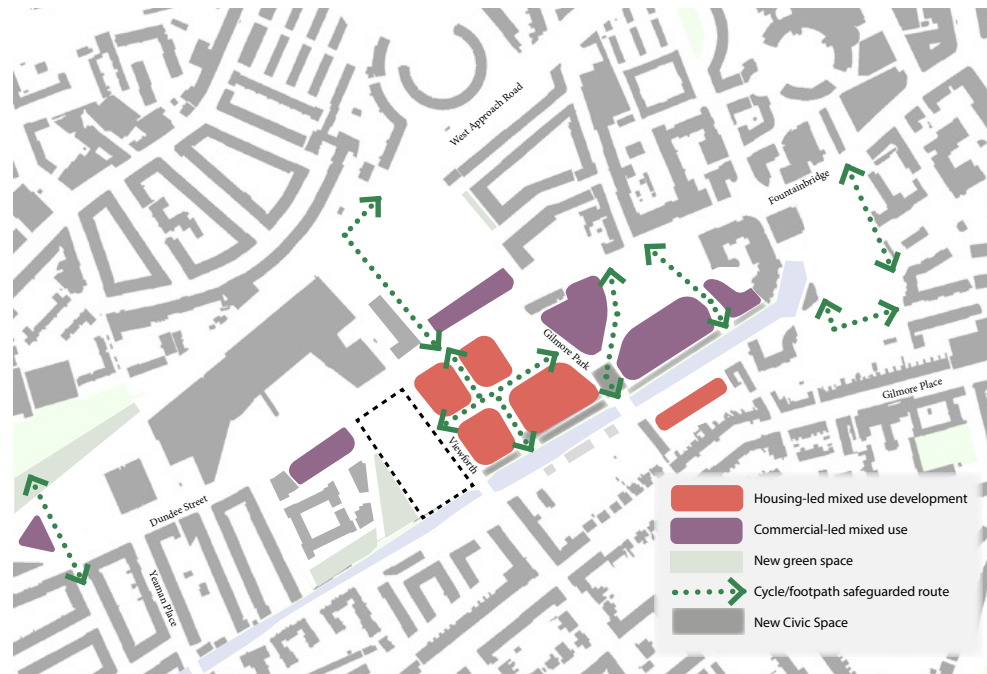 West Approach Road
Fountainbridge
Gilmore Park
Gilmore Place
Viewforth
Dundee Street
Yeaman Place
Housing-led mixed use development
Commercial-led mixed use
New green space
Cycle/footpath safeguarded route
New Civic Space